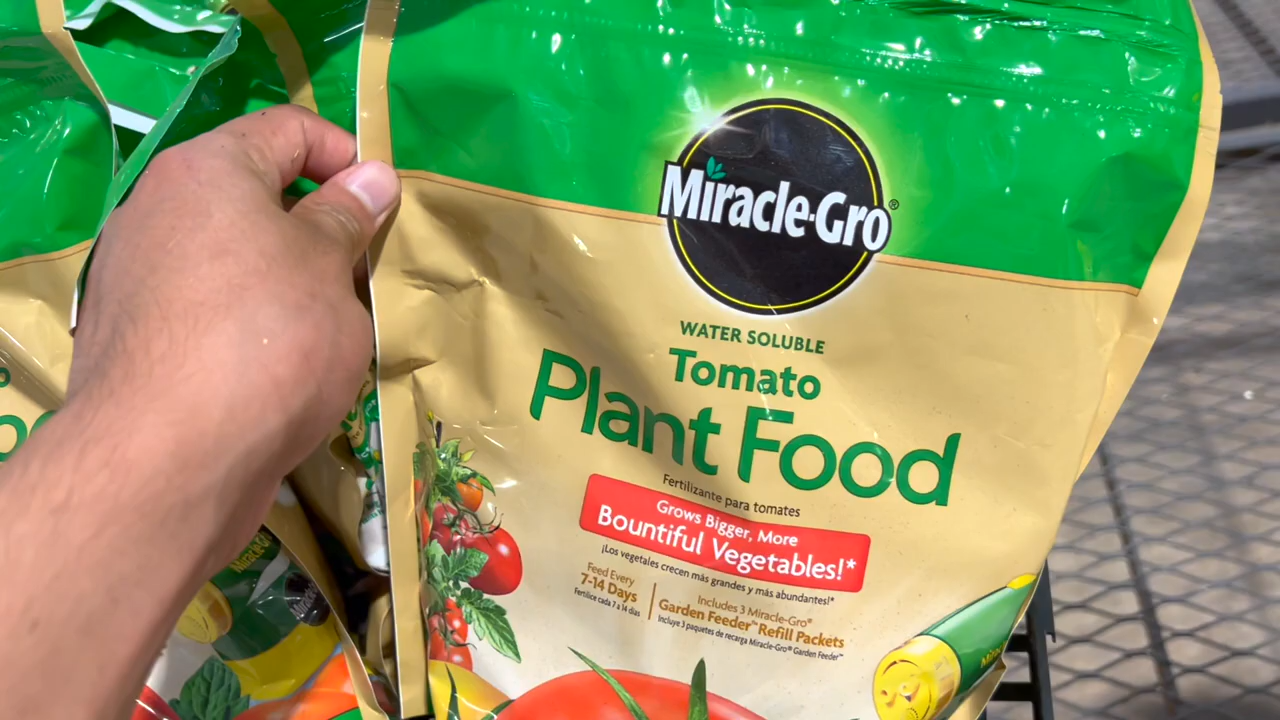 Miracle-Gro®
WATER SOLUBLE
Tomato
Plant Food
Fertilizante para tomates
Grows Bigger, More
Bountiful Vegetables!*
¡Los vegetales crecen más grandes y más abundantes!*
Feed Every
7-14 Days
Fertilice cada 7 a 14 días
Includes 3 Miracle-Gro®
Garden Feeder™ Refill Packets
Incluye 3 paquetes de recarga Miracle-Gro® Garden Feeder™
Miracle-G